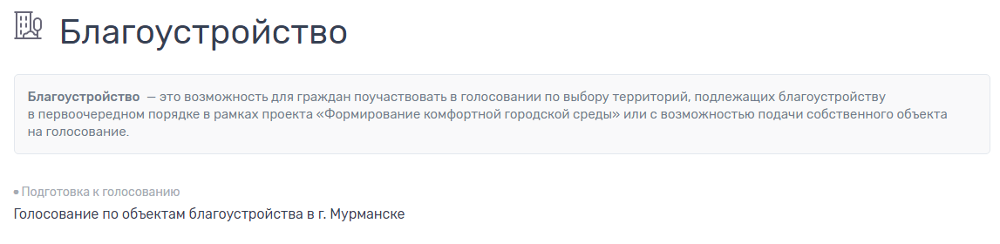 Благоустройство
Благоустройство — это возможность для граждан поучаствовать в голосовании по выбору территорий, подлежащих благоустройству
в первоочередном порядке в рамках проекта «Формирование комфортной городской среды» или с возможностью подачи собственного объекта
на голосование.
Подготовка к голосованию
Голосование по объектам благоустройства в г. Мурманске